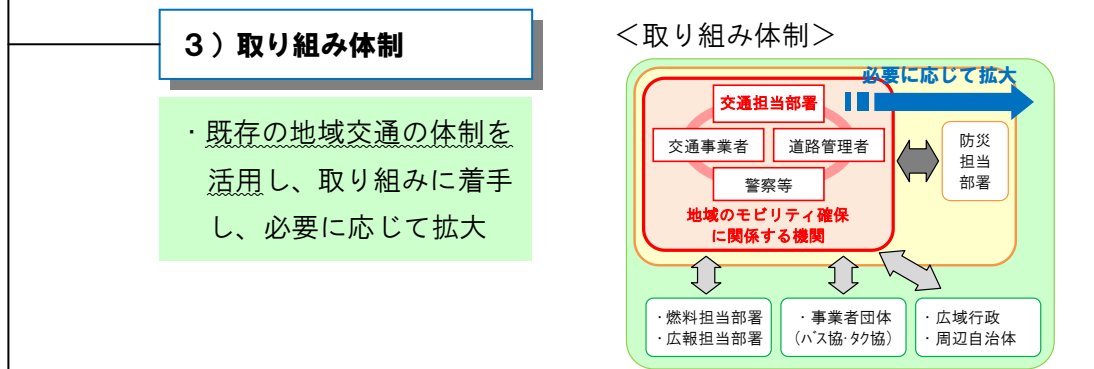 ３）取り組み体制
・既存の地域交通の体制を
活用し、取り組みに着手
し、必要に応じて拡大
＜取り組み体制＞
必要に応じて拡大
交通担当部署
交通事業者
道路管理者
警察等
地域のモビリティ確保
に関係する機関
防災
担当
部署
・燃料担当部署
・広報担当部署
・事業者団体
（バス協･タク協）
・広域行政
・周辺自治体